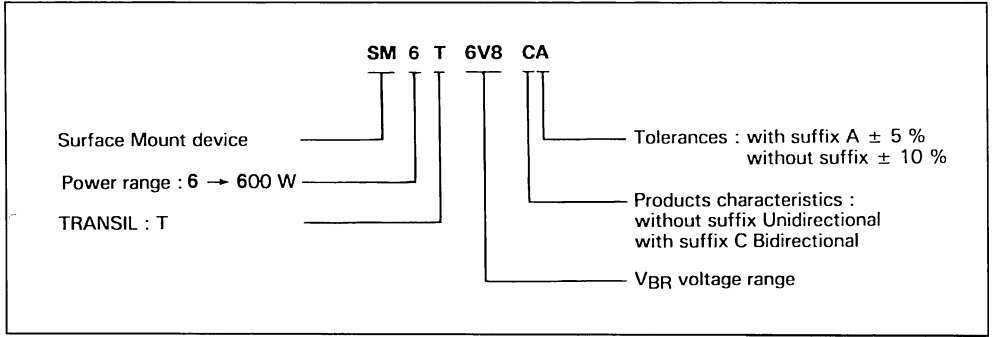 SM 6 T 6V8 CA
Surface Mount device
Power range : 6 → 600 W
TRANSIL : T
Tolerances : with suffix A ± 5 %
without suffix ± 10 %
Products characteristics :
without suffix Unidirectional
with suffix C Bidirectional
VBR voltage range